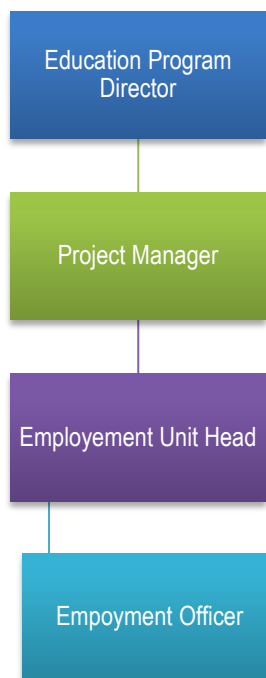 Education Program
Director
Project Manager
Employement Unit Head
Empoyment Officer